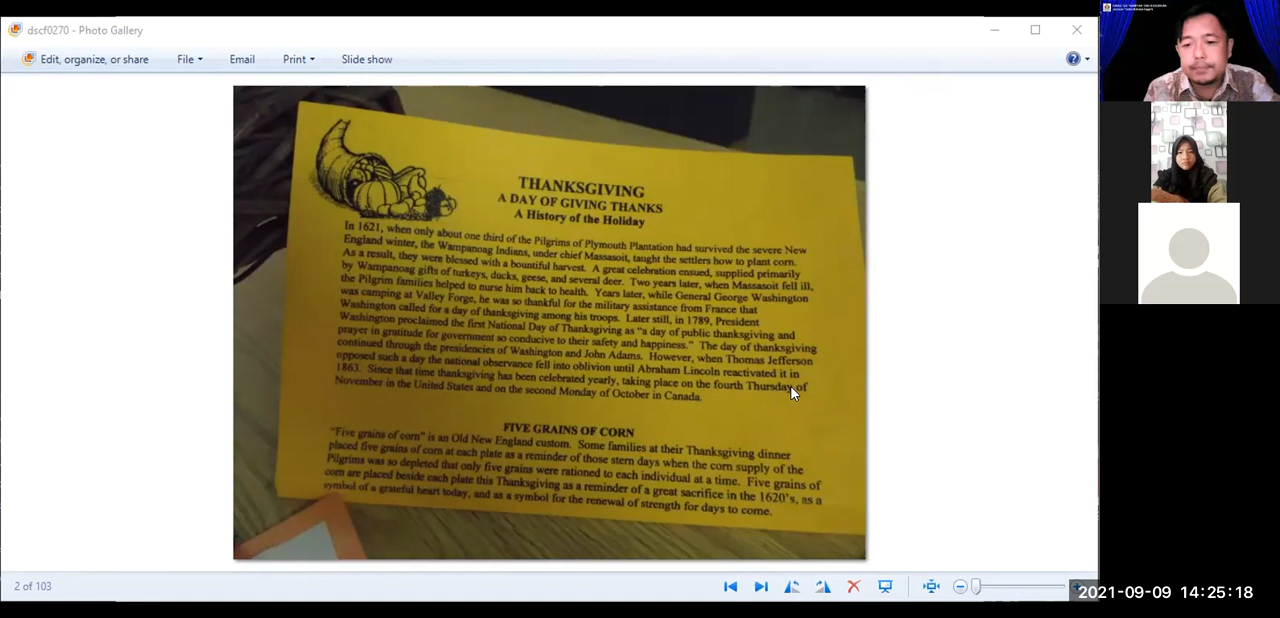 dscf0270 - Photo Gallery
Edit, organize, or share File Email Print Slide show
THANKSGIVING
A DAY OF GIVING THANKS
A History of the Holiday
In 1621, when only about one third of the Pilgrims of Plymouth Plantation had survived the severe New
England winter, the Wampanoag Indians, under chief Massasoit, taught the settlers how to plant corn.
As a result, they were blessed with a bountiful harvest. A great celebration ensued, supplied primarily
by Wampanoag gifts of turkeys, ducks, geese, and several deer. Two years later, when Massasoit fell ill,
the Pilgrim families helped to nurse him back to health. Years later, while General George Washington
was camping at Valley Forge, he was so thankful for the military assistance from France that
Washington called for a day of thanksgiving among his troops. Later still, in 1789, President
Washington proclaimed the first National Day of Thanksgiving as "a day of public thanksgiving and
prayer in gratitude for government so conducive to their safety and happiness." The day of thanksgiving
continued through the presidencies of Washington and John Adams. However, when Thomas Jefferson
opposed such a day the national observance fell into oblivion until Abraham Lincoln reactivated it in
1863. Since that time thanksgiving has been celebrated yearly, taking place on the fourth Thursday of
November in the United States and on the second Monday of October in Canada.
FIVE GRAINS OF CORN
"Five grains of corn" is an Old New England custom. Some families at their Thanksgiving dinner
placed five grains of corn at each plate as a reminder of those stern days when the corn supply of the
Pilgrims was so depleted that only five grains were rationed to each individual at a time. Five grains of
corn are placed beside each plate this Thanksgiving as a reminder of a great sacrifice in the 1620's, as a
symbol of a grateful heart today, and as a symbol for the renewal of strength for days to come.
2 of 103
2021-09-09 14:25:18